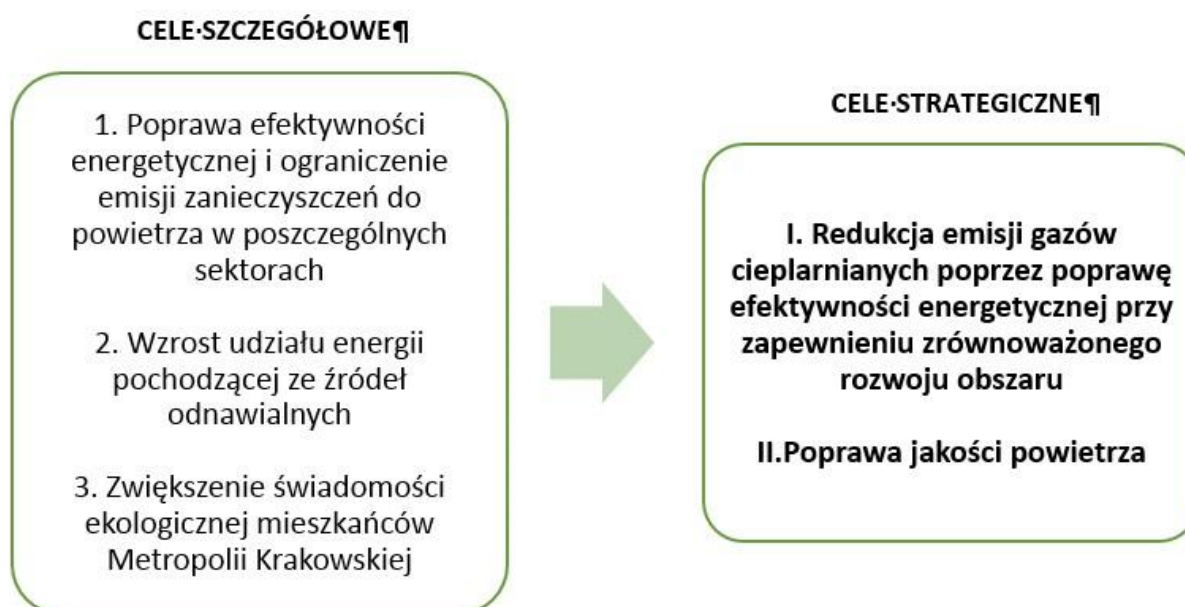 CELE·SZCZEGÓŁOWE¶
1. Poprawa efektywności
energetycznej i ograniczenie
emisji zanieczyszczeń do
powietrza w poszczególnych
sektorach
2. Wzrost udziału energii
pochodzącej ze źródeł
odnawialnych
3. Zwiększenie świadomości
ekologicznej mieszkańców
Metropolii Krakowskiej
CELE·STRATEGICZNE¶
I. Redukcja emisji gazów
cieplarnianych poprzez poprawę
efektywności energetycznej przy
zapewnieniu zrównoważonego
rozwoju obszaru
II.Poprawa jakości powietrza